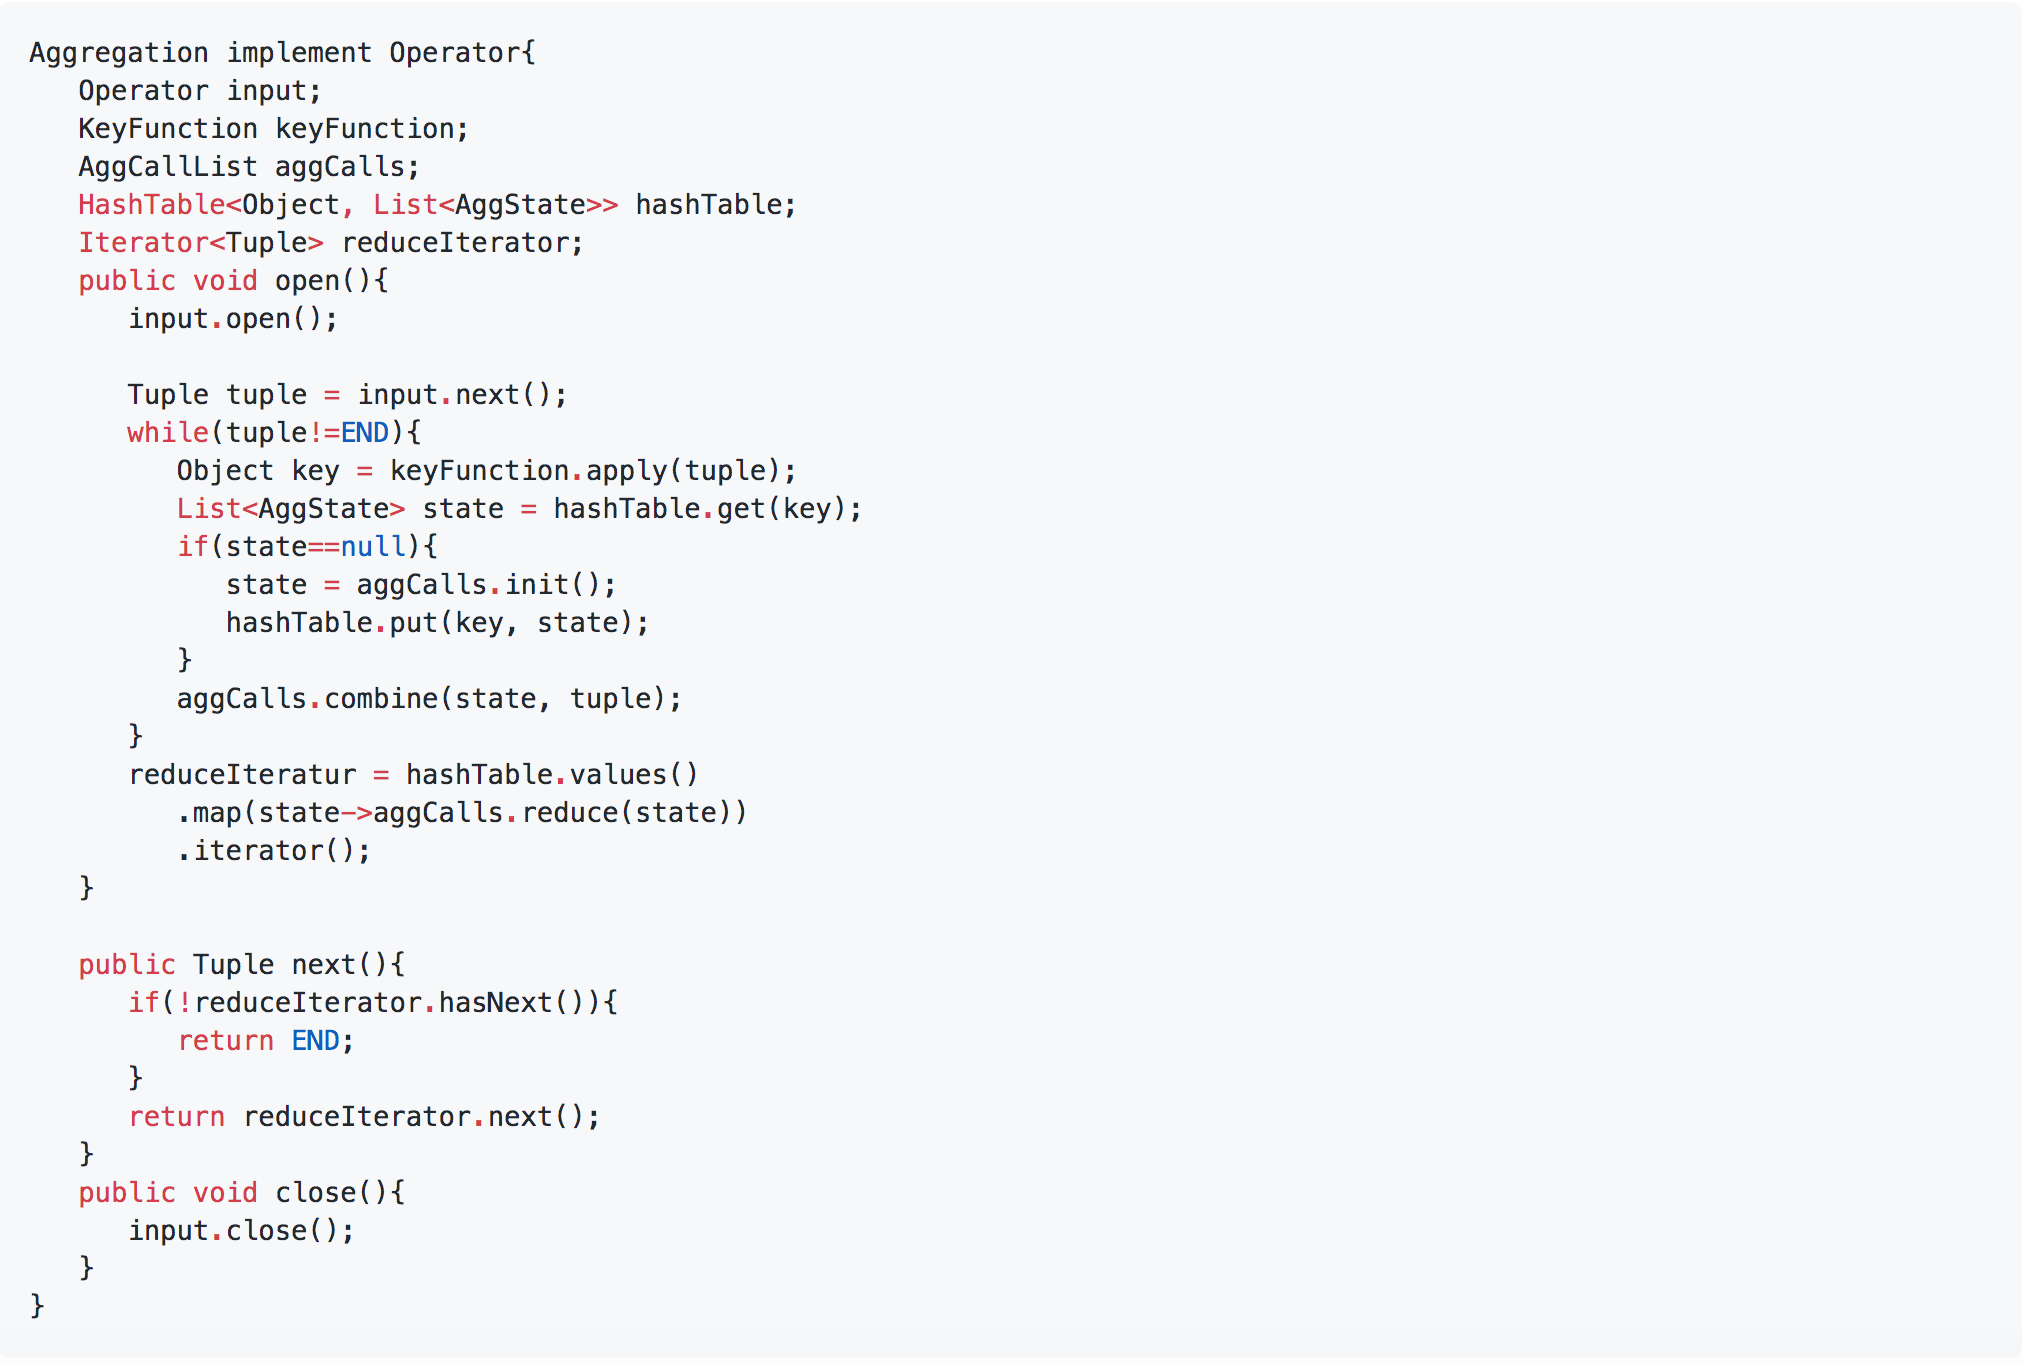 Aggregation implement Operator{
   Operator input;
   KeyFunction keyFunction;
   AggCallList aggCalls;
   HashTable<Object, List<AggState>> hashTable;
   Iterator<Tuple> reduceIterator;
   public void open(){
      input.open();

      Tuple tuple = input.next();
      while(tuple!=END){
         Object key = keyFunction.apply(tuple);
         List<AggState> state = hashTable.get(key);
         if(state==null){
            state = aggCalls.init();
            hashTable.put(key, state);
         }
         aggCalls.combine(state, tuple);
      }
      reduceIteratur = hashTable.values()
         .map(state->aggCalls.reduce(state))
         .iterator();
   }

   public Tuple next(){
      if(!reduceIterator.hasNext()){
         return END;
      }
      return reduceIterator.next();
   }
   public void close(){
      input.close();
   }
}